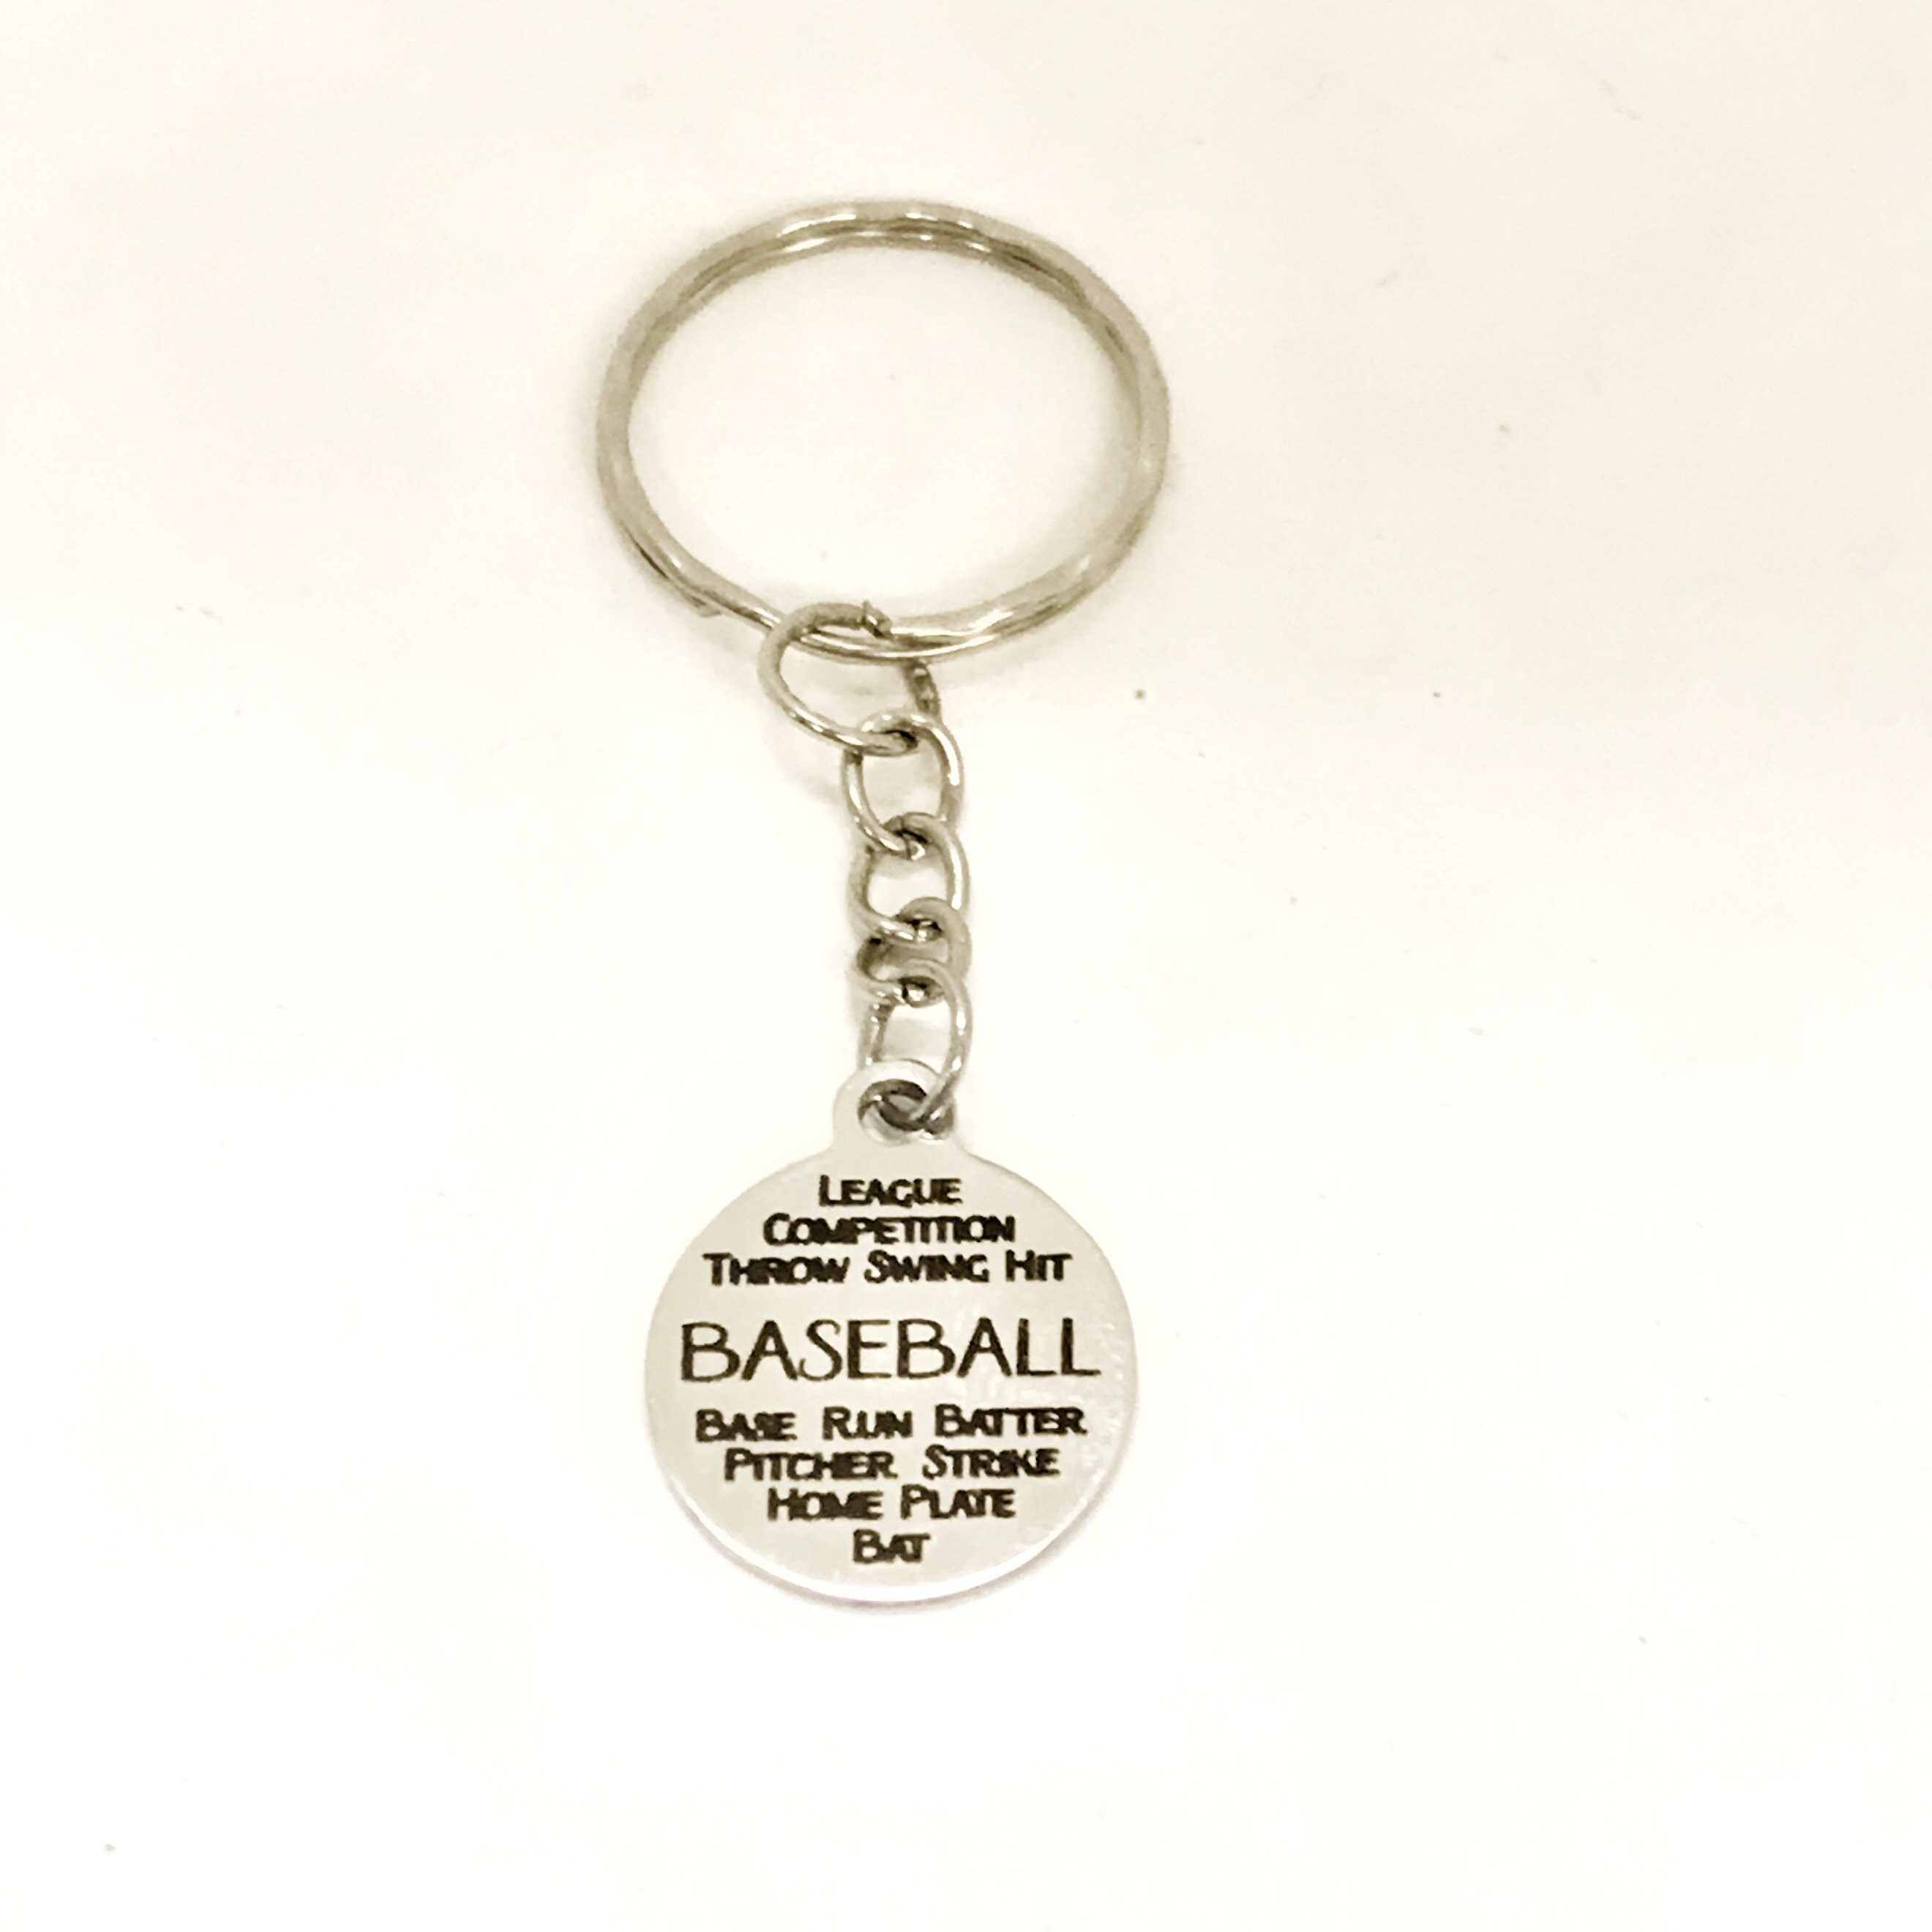 LEAGUE
COMPETITION
THROW SWING HIT
BASEBALL
BASE RUN BATTER
PITCHER STRIKE
HOME PLATE
BAT